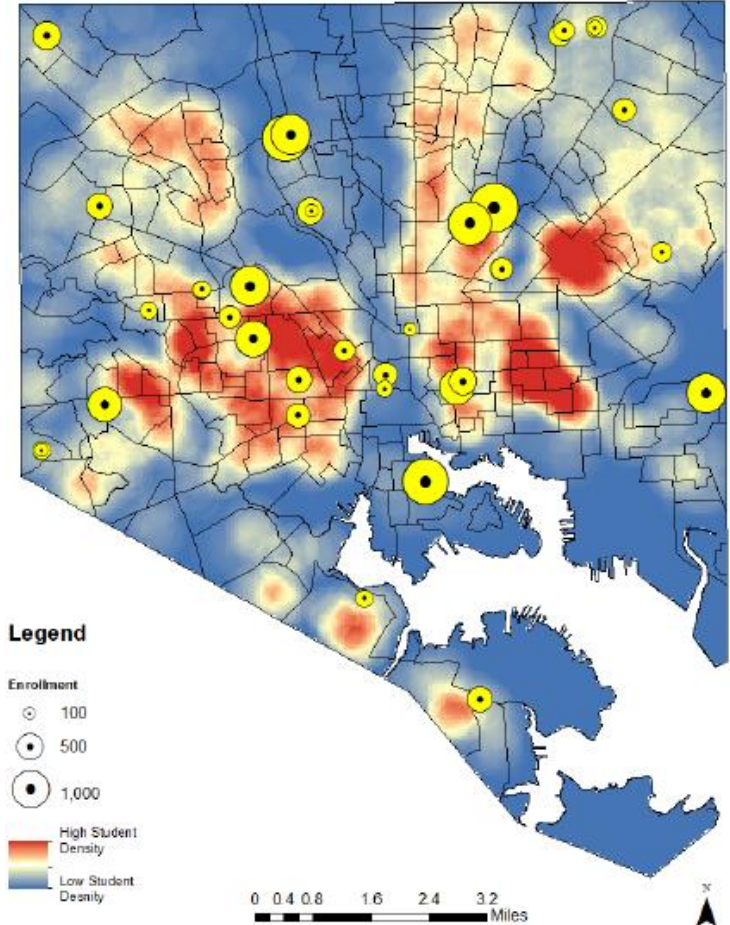 Legend
Enrollment
100
500
1,000
High Student
Density
Low Student
Desnity
0 0.4 0.8 1.6 2.4 3.2
Miles
N